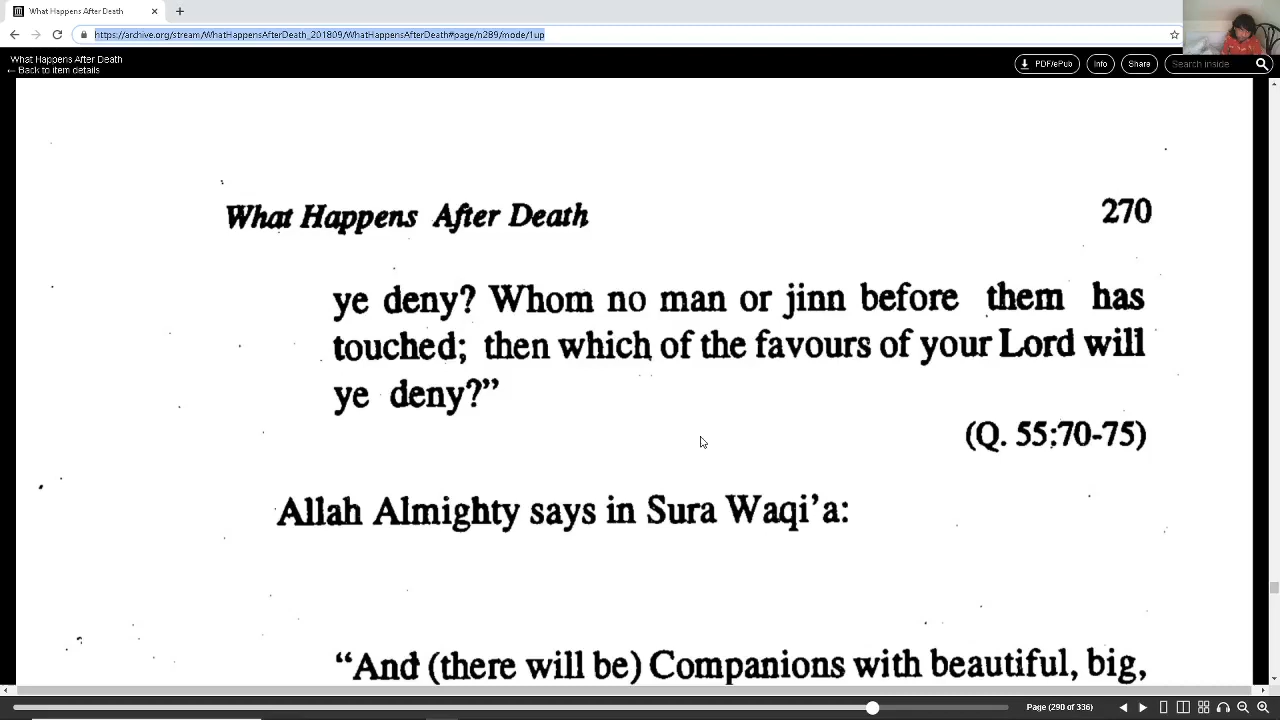 What Happens After Death
https://archive.org/stream/WhatHappensAfterDeath_201809/WhatHappensAfterDeath#page/n289/mode/1up
What Happens After Death
← Back to item details
PDF/ePub
Info
Share
Search inside
What Happens After Death 270
ye deny? Whom no man or jinn before them has
touched; then which of the favours of your Lord will
ye deny?”
(Q. 55:70-75)
Allah Almighty says in Sura Waqi’a:
“And (there will be) Companions with beautiful, big,
Page (290 of 336)